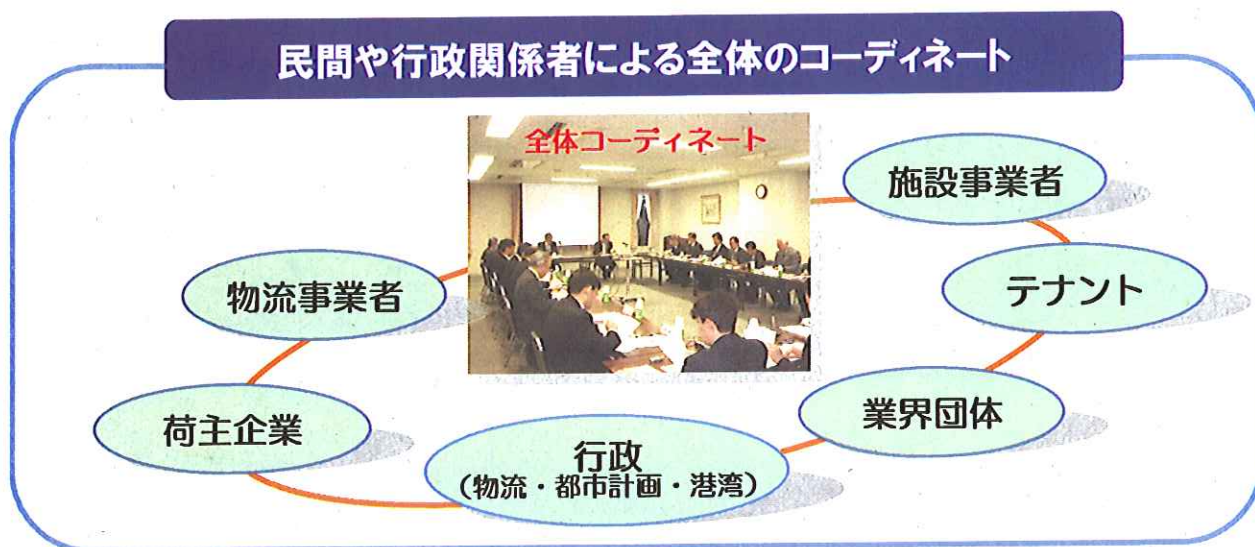 民間や行政関係者による全体のコーディネート
全体コーディネート
施設事業者
物流事業者
テナント
荷主企業
業界団体
行政
（物流・都市計画・港湾）